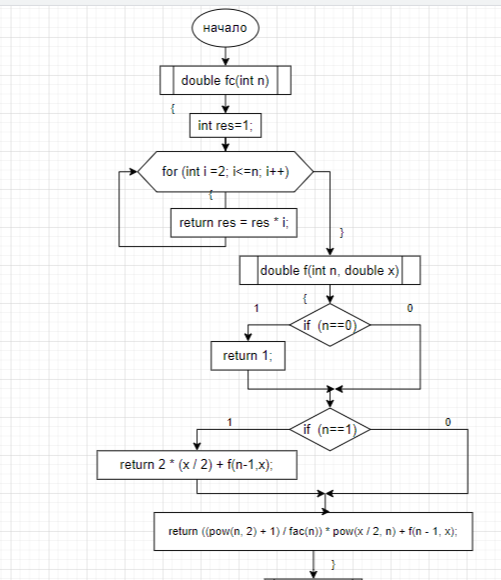 начало
double fc(int n)
{
int res=1;
for (int i =2; i<=n; i++)
{
return res = res * i;
}
double f(int n, double x)
{
1
0
if (n==0)
return 1;
1
0
if (n==1)
return 2 * (x / 2) + f(n-1,x);
return ((pow(n, 2) + 1) / fac(n)) * pow(x / 2, n) + f(n - 1, x);
}